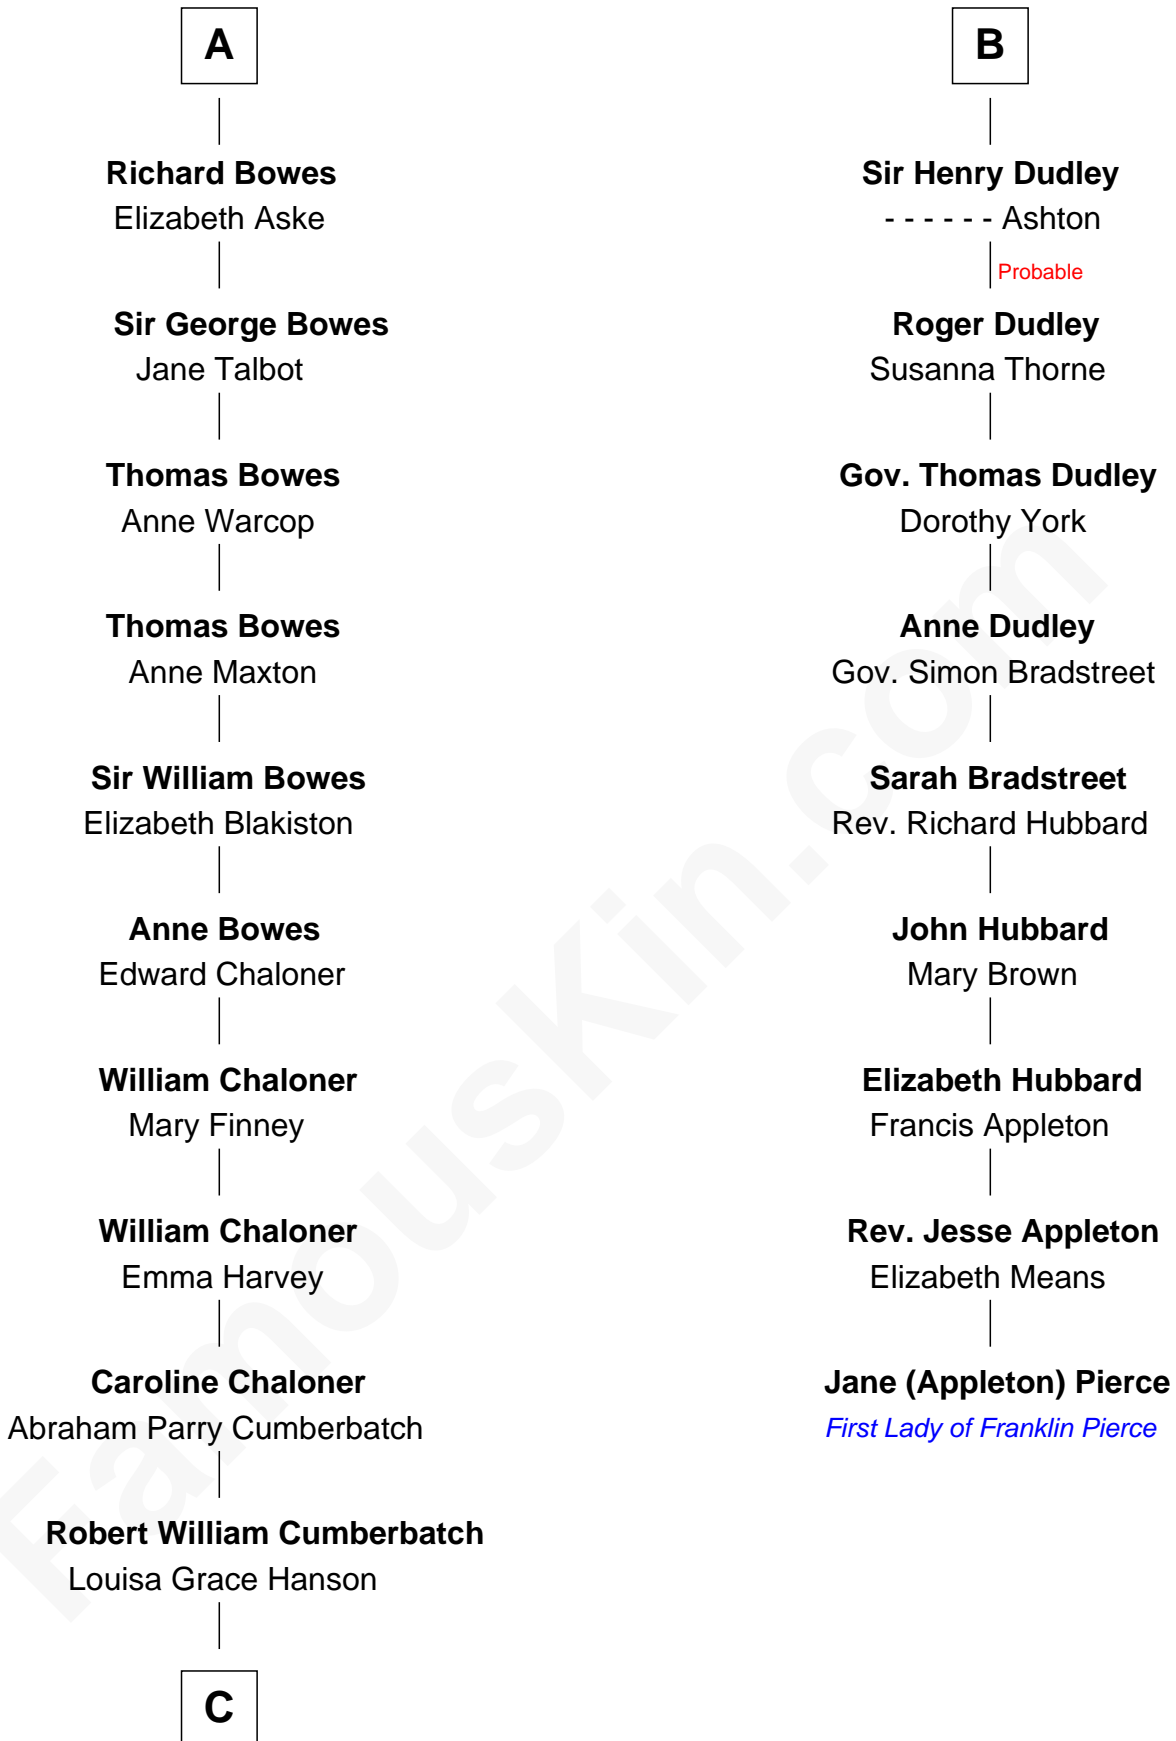 A
Richard Bowes
Elizabeth Aske
Sir George Bowes
Jane Talbot
Thomas Bowes
Anne Warcop
Thomas Bowes
Anne Maxton
Sir William Bowes
Elizabeth Blakiston
Anne Bowes
Edward Chaloner
William Chaloner
Mary Finney
William Chaloner
Emma Harvey
Caroline Chaloner
Abraham Parry Cumberbatch
Robert William Cumberbatch
Louisa Grace Hanson
C
B
Sir Henry Dudley
- - - - - - Ashton
Probable
Roger Dudley
Susanna Thorne
Gov. Thomas Dudley
Dorothy York
Anne Dudley
Gov. Simon Bradstreet
Sarah Bradstreet
Rev. Richard Hubbard
John Hubbard
Mary Brown
Elizabeth Hubbard
Francis Appleton
Rev. Jesse Appleton
Elizabeth Means
Jane (Appleton) Pierce
First Lady of Franklin Pierce
FamousKin.com